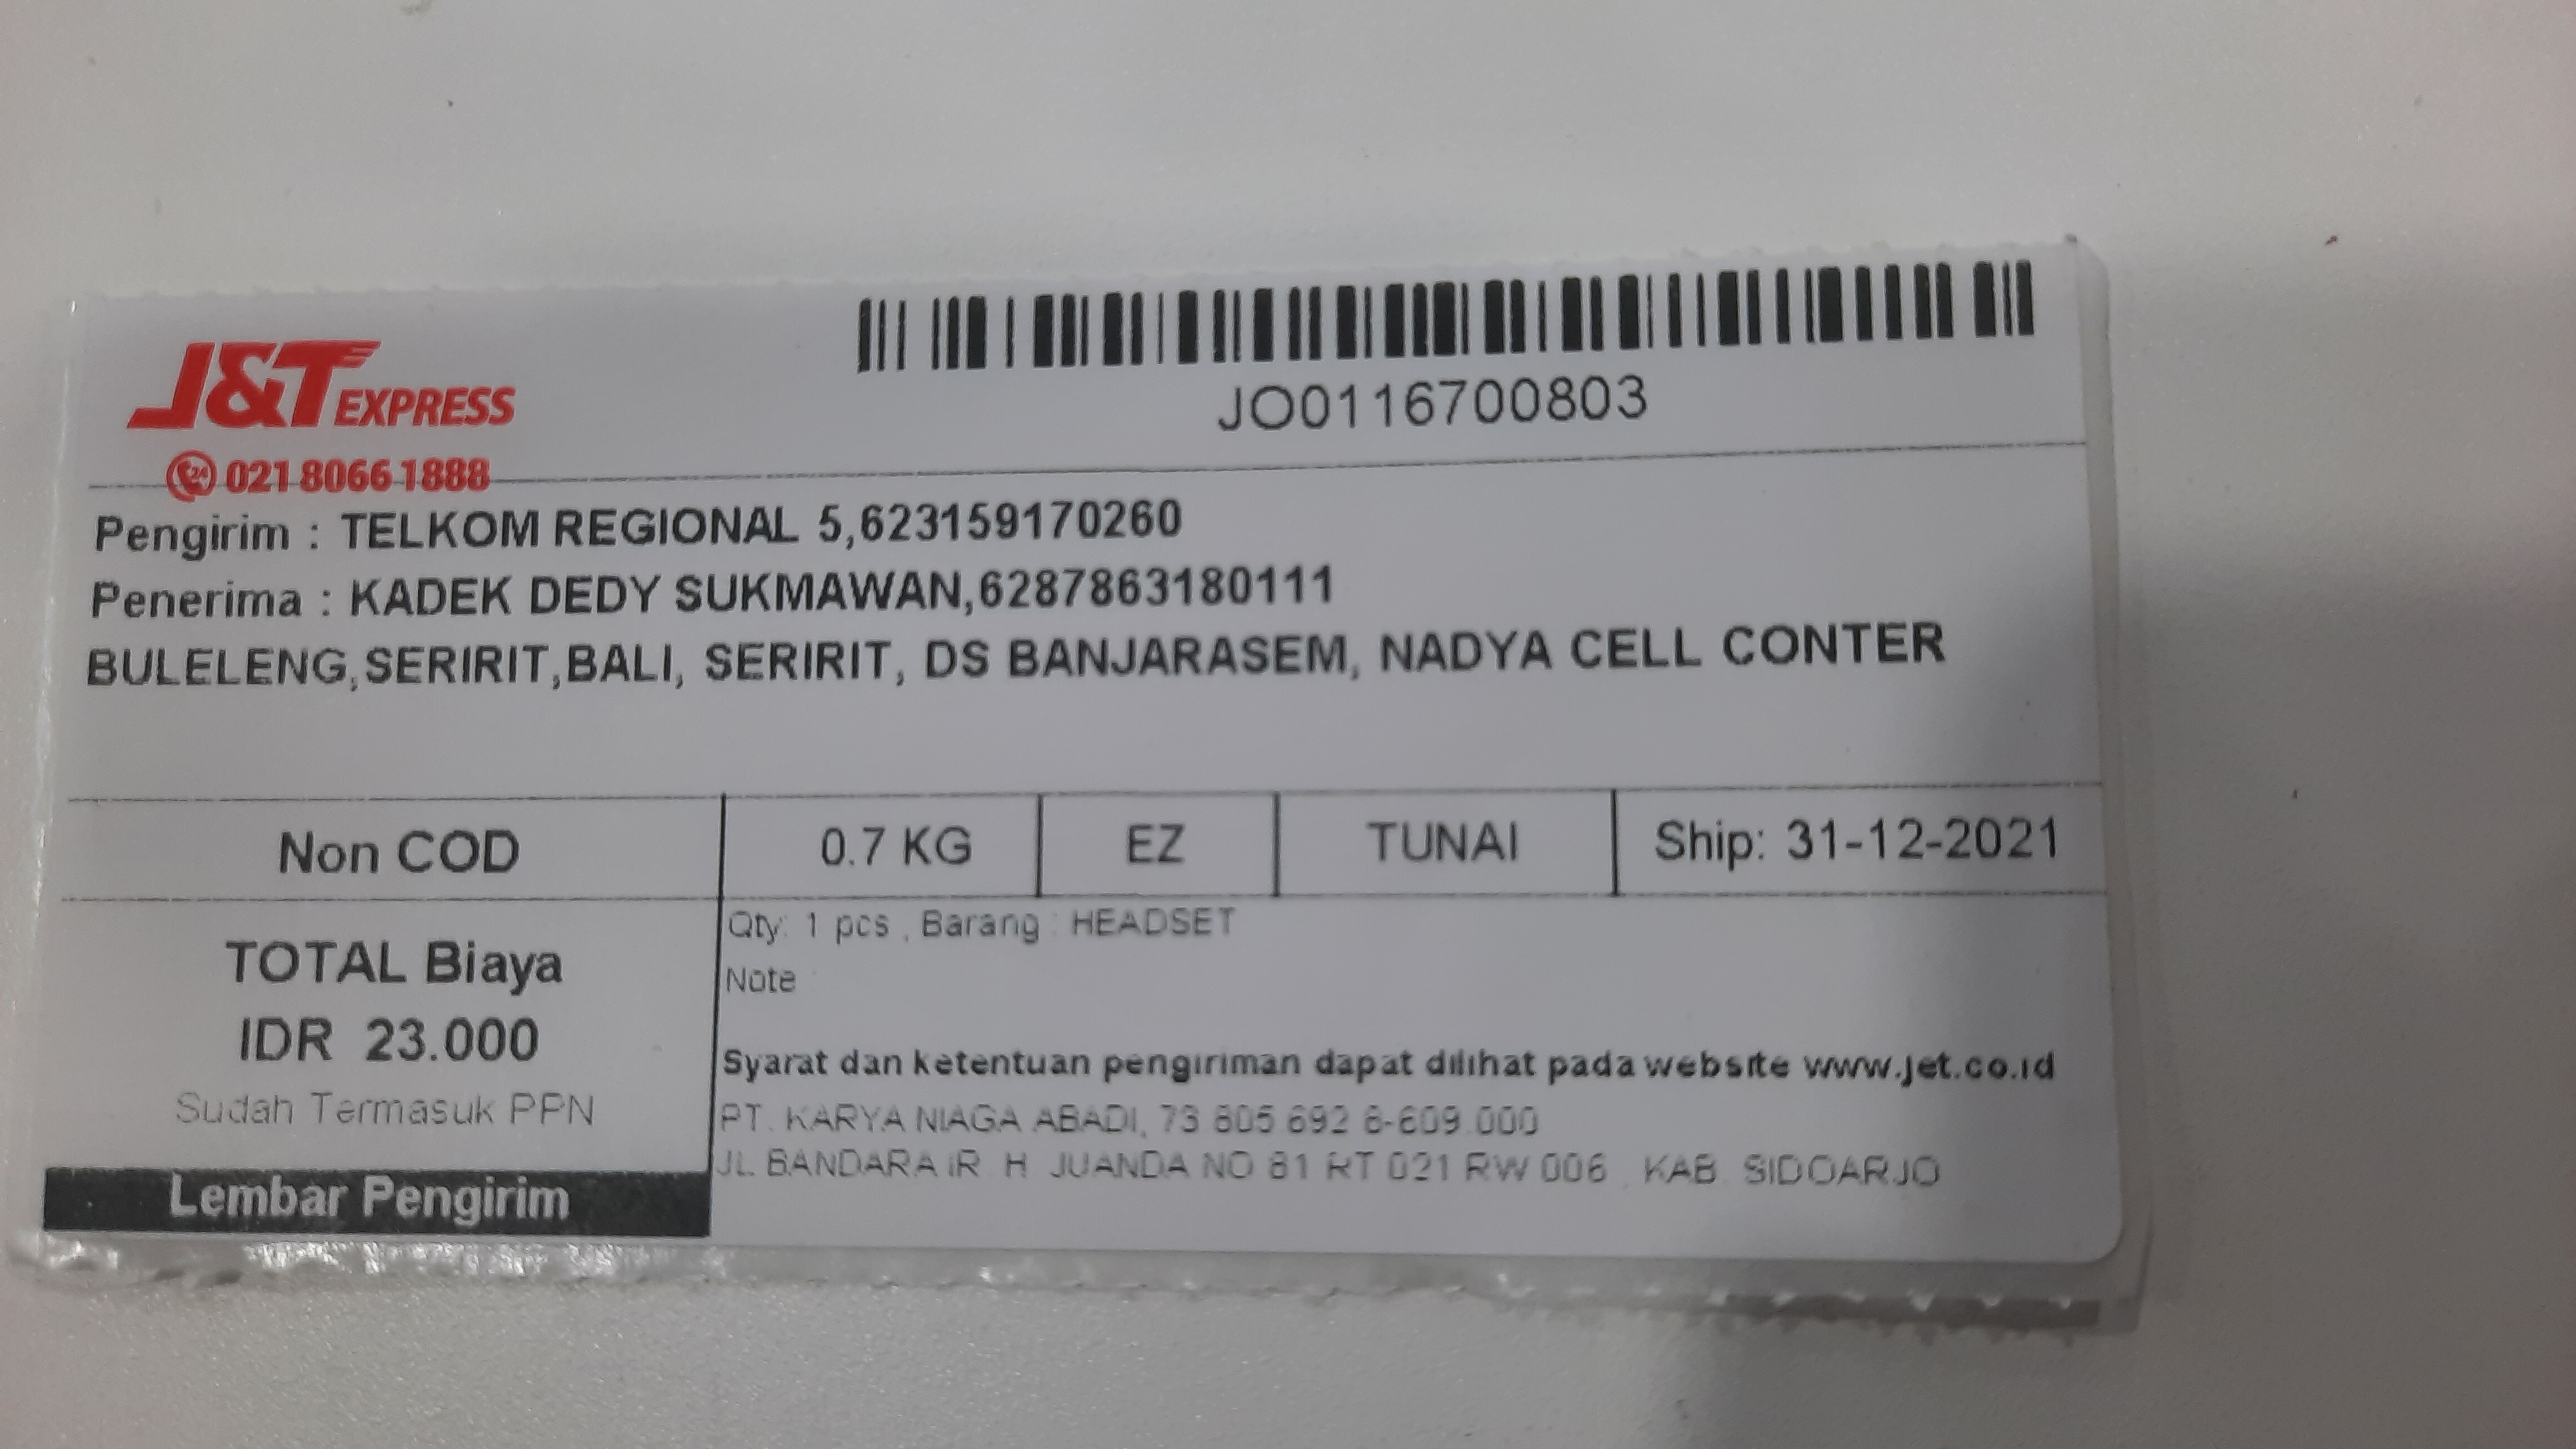 J&T EXPRESS
021-8066-1888
JO0116700803
Pengirim : TELKOM REGIONAL 5,623159170260
Penerima : KADEK DEDY SUKMAWAN,6287863180111
BULELENG,SERIRIT,BALI, SERIRIT, DS BANJARASEM, NADYA CELL CONTER
Non COD 0.7 KG EZ TUNAI Ship: 31-12-2021
TOTAL Biaya
IDR 23.000
Sudah Termasuk PPN
Lembar Pengirim
Qty: 1 pcs , Barang : HEADSET
Note :
Syarat dan ketentuan pengiriman dapat dilihat pada website www.jet.co.id
PT. KARYA NIAGA ABADI, 73.805.692.6-609.000
JL. BANDARA IR. H. JUANDA NO 81 RT 021 RW 006 , KAB. SIDOARJO